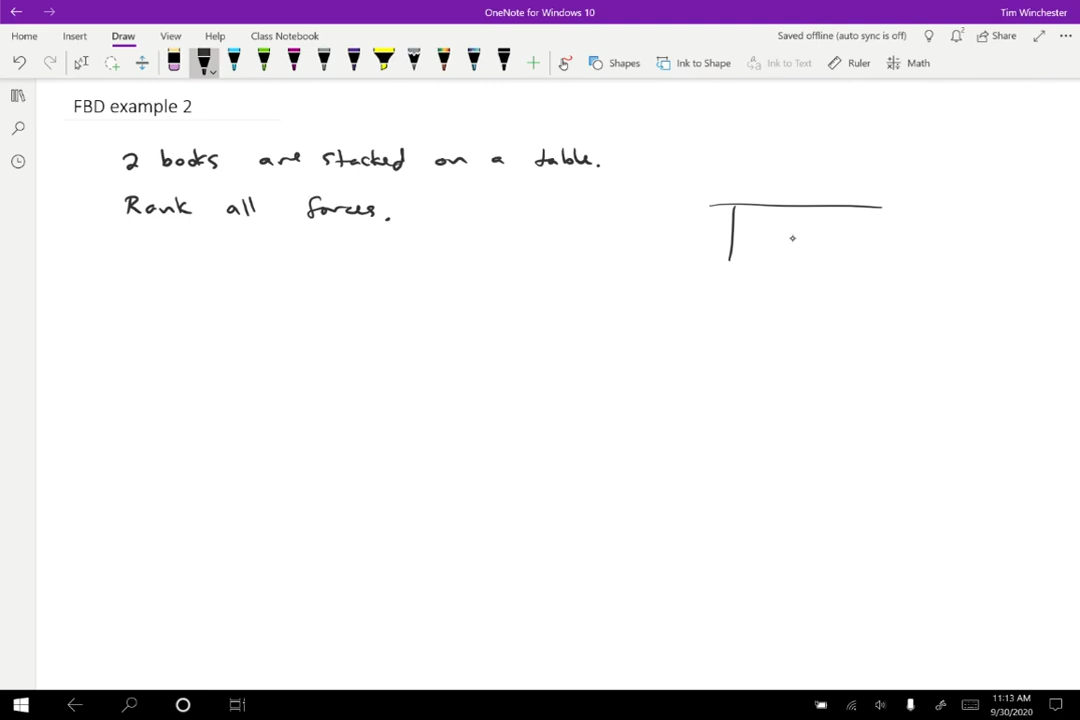 OneNote for Windows 10
Tim Winchester
Home Insert Draw View Help Class Notebook
Saved offline (auto sync is off)
Share
Shapes
Ink to Shape
Ink to Text
Ruler
Math
FBD example 2
2 books are stacked on a table.
Rank all forces.
11:13 AM
9/30/2020